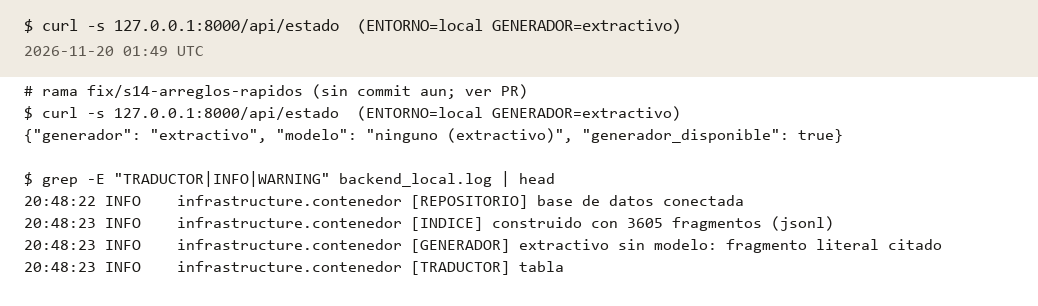 $ curl -s 127.0.0.1:8000/api/estado  (ENTORNO=local GENERADOR=extractivo)
2026-11-20 01:49 UTC
# rama fix/s14-arreglos-rapidos (sin commit aun; ver PR)
$ curl -s 127.0.0.1:8000/api/estado  (ENTORNO=local GENERADOR=extractivo)
{"generador": "extractivo", "modelo": "ninguno (extractivo)", "generador_disponible": true}
$ grep -E "TRADUCTOR|INFO|WARNING" backend_local.log | head
20:48:22 INFO    infrastructure.contenedor [REPOSITORIO] base de datos conectada
20:48:23 INFO    infrastructure.contenedor [INDICE] construido con 3605 fragmentos (jsonl)
20:48:23 INFO    infrastructure.contenedor [GENERADOR] extractivo sin modelo: fragmento literal citado
20:48:23 INFO    infrastructure.contenedor [TRADUCTOR] tabla